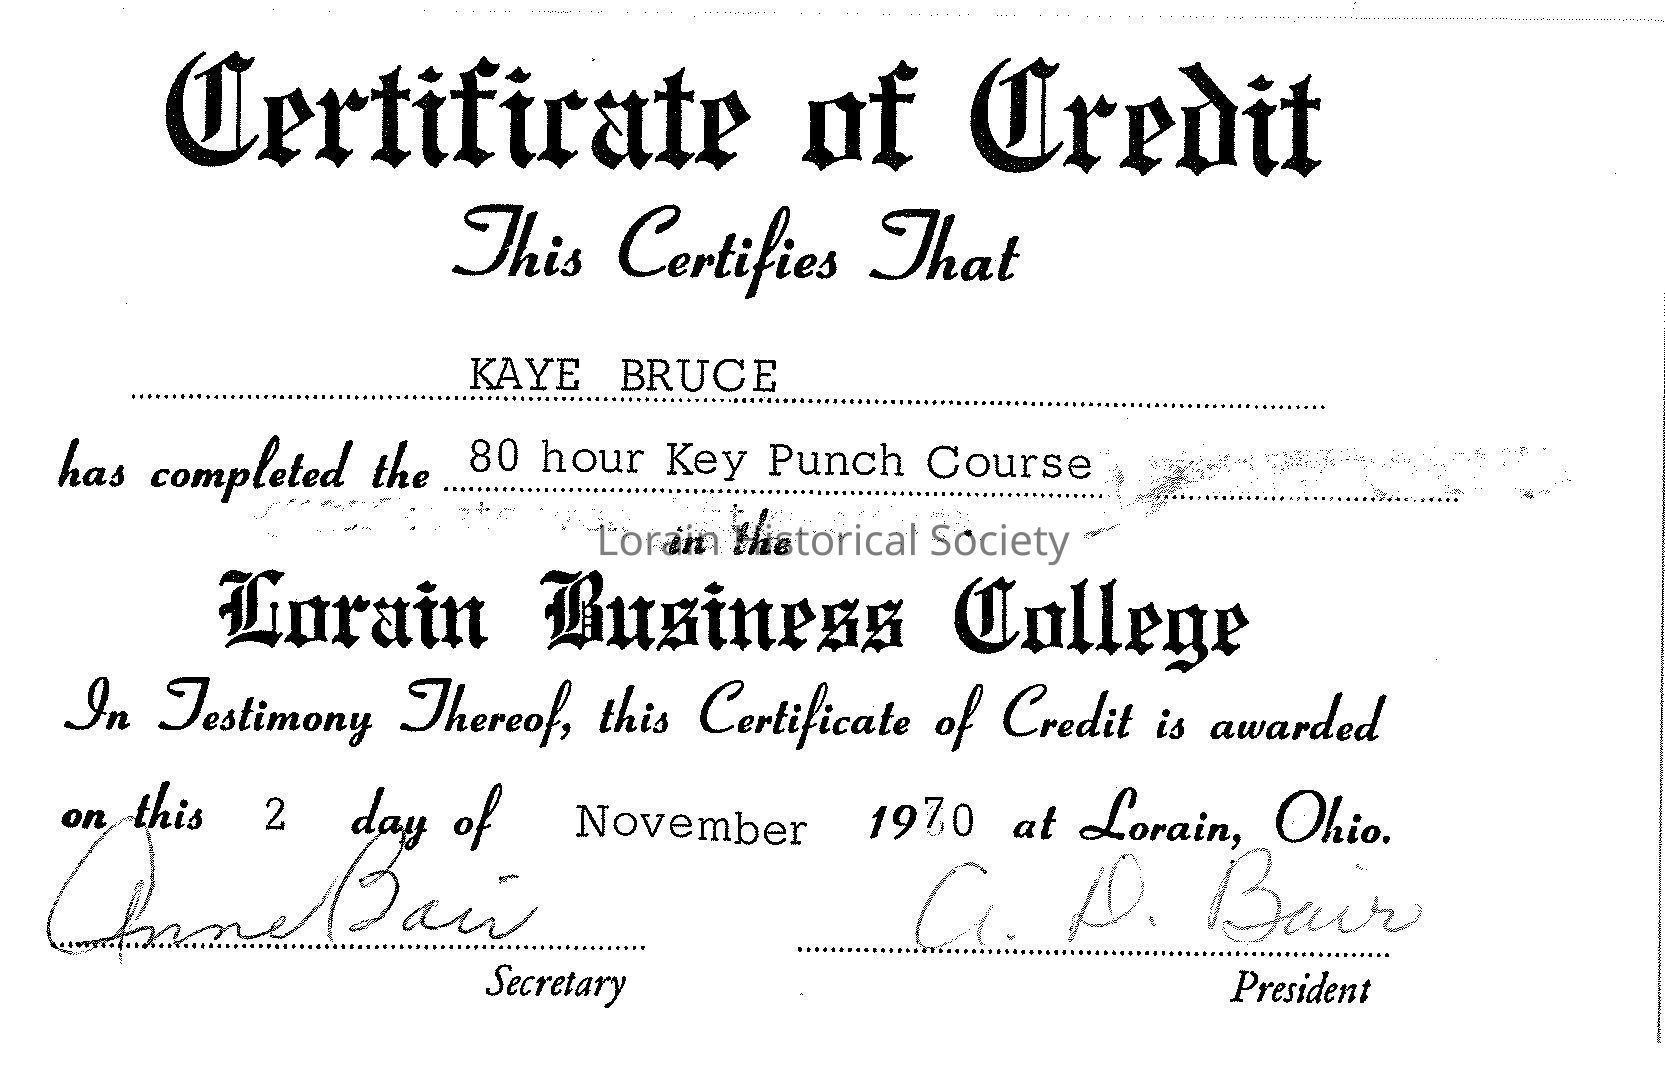 Certificate of Credit
This Certifies That
KAYE BRUCE
has completed the 80 hour Key Punch Course
in the
Lorain Historical Society
Lorain Business College
In Testimony Thereof, this Certificate of Credit is awarded
on this 2 day of November 1970 at Lorain, Ohio.
Anne Bair A. D. Bair
Secretary President